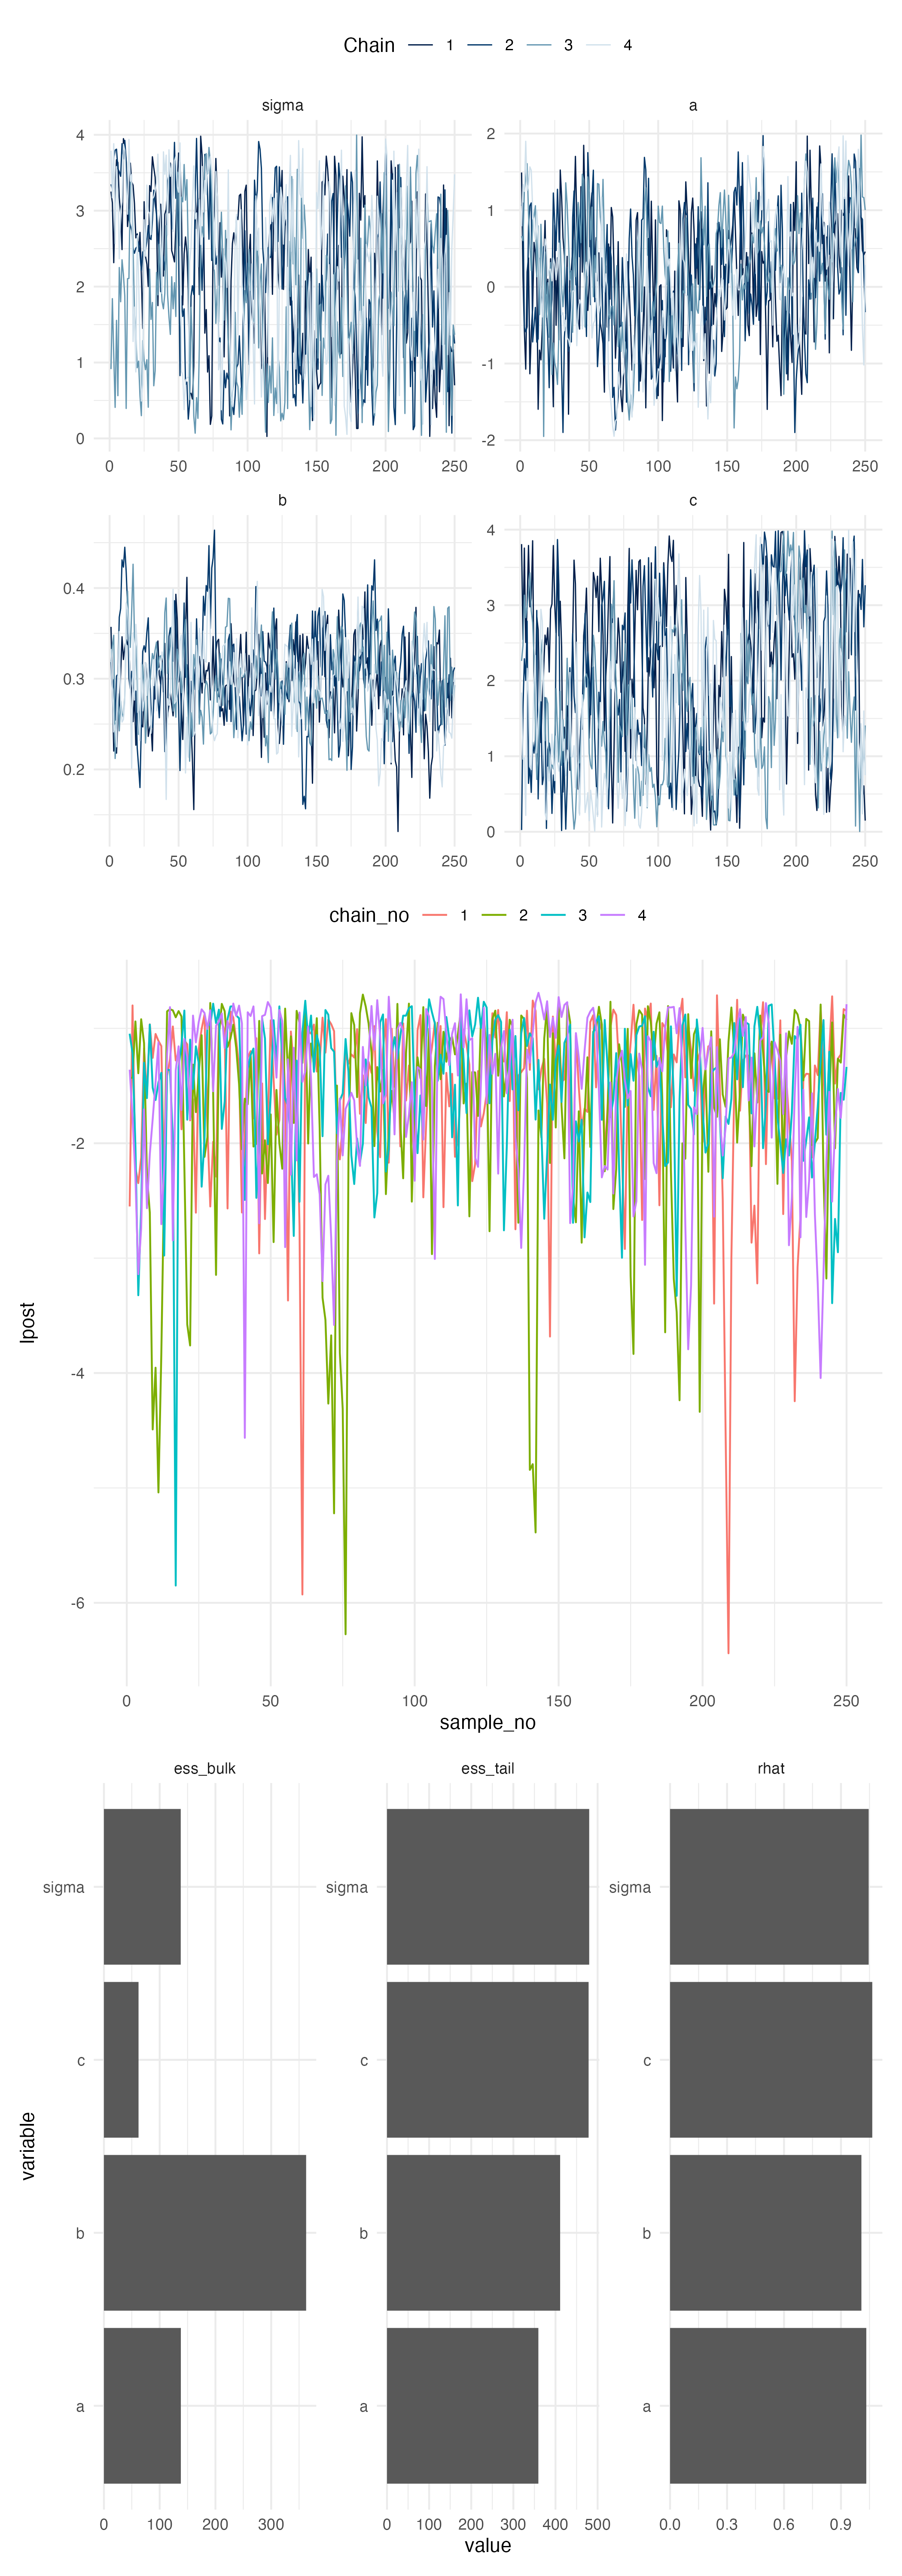 Chain 1 2 3 4
sigma a
4
3
2
1
0
2
1
0
-1
-2
0 50 100 150 200 250 0 50 100 150 200 250
b c
0.4
0.3
0.2
4
3
2
1
0
0 50 100 150 200 250 0 50 100 150 200 250
chain_no 1 2 3 4
lpost
-2
-4
-6
0 50 100 150 200 250
sample_no
ess_bulk ess_tail rhat
variable
sigma sigma sigma
c c c
b b b
a a a
0 100 200 300 0 100 200 300 400 500 0.0 0.3 0.6 0.9
value